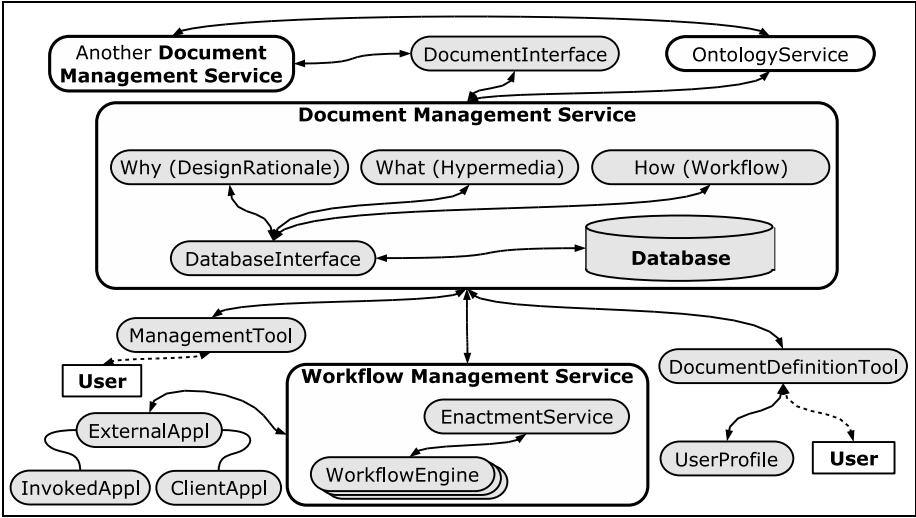 Another Document
Management Service
DocumentInterface
OntologyService
Document Management Service
Why (DesignRationale)
What (Hypermedia)
How (Workflow)
DatabaseInterface
Database
ManagementTool
User
DocumentDefinitionTool
Workflow Management Service
ExternalAppl
EnactmentService
InvokedAppl
ClientAppl
WorkflowEngine
UserProfile
User